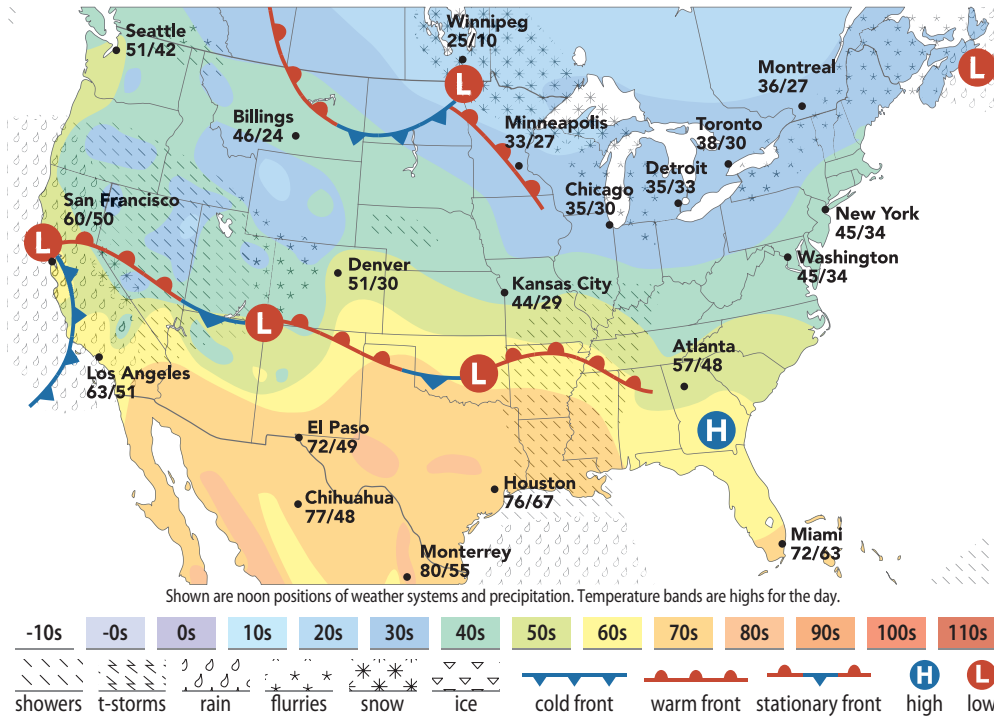 Seattle
51/42
Winnipeg
25/10
L
L
Montreal
36/27
Billings
46/24
Minneapolis
33/27
Toronto
38/30
Detroit
35/33
Chicago
35/30
San Francisco
60/50
L
New York
45/34
Washington
45/34
Denver
51/30
Kansas City
44/29
L
Atlanta
57/48
Los Angeles
63/51
L
H
El Paso
72/49
Houston
76/67
Chihuahua
77/48
Miami
72/63
Monterrey
80/55
Shown are noon positions of weather systems and precipitation. Temperature bands are highs for the day.
-10s -0s 0s 10s 20s 30s 40s 50s 60s 70s 80s 90s 100s 110s
H L
showers t-storms rain flurries snow ice cold front warm front stationary front high low